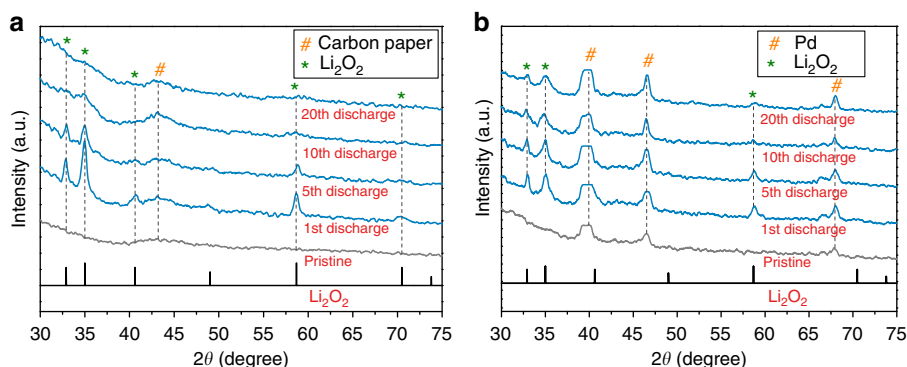 a
# Carbon paper
* Li₂O₂
* * * # * *
20th discharge
10th discharge
5th discharge
1st discharge
Pristine
Li₂O₂
Intensity (a.u.)
30 35 40 45 50 55 60 65 70 75
2θ (degree)
b
# Pd
* Li₂O₂
* * # # * #
20th discharge
10th discharge
5th discharge
1st discharge
Pristine
Li₂O₂
Intensity (a.u.)
30 35 40 45 50 55 60 65 70 75
2θ (degree)